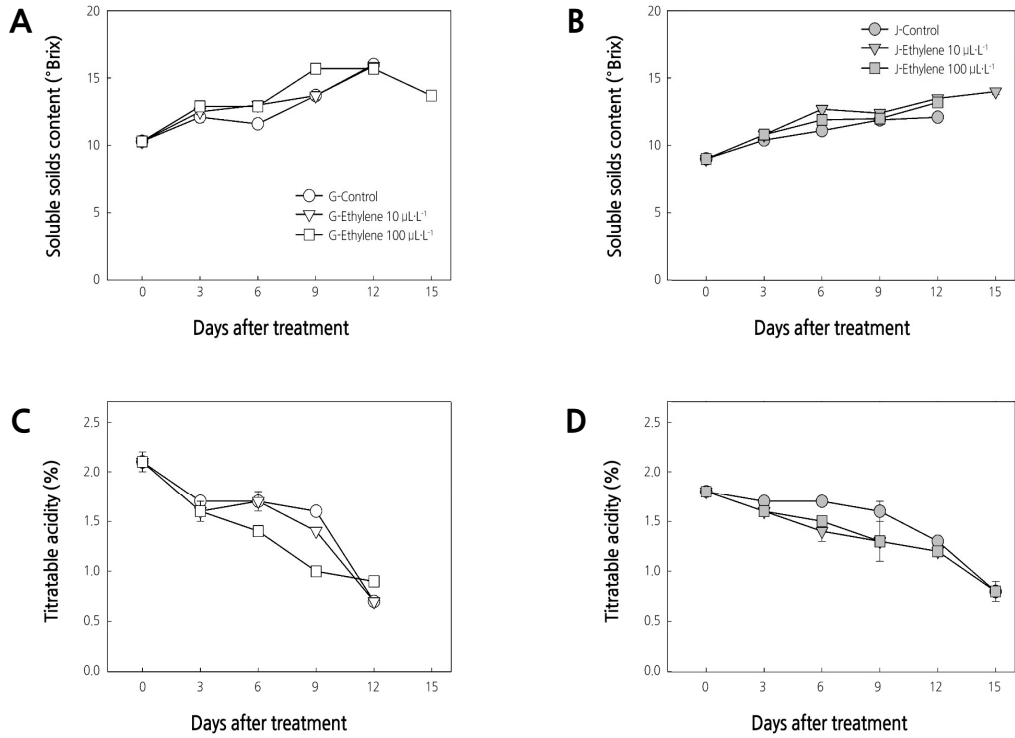 A
Soluble soilds content (°Brix)
20
15
10
5
0
G-Control
G-Ethylene 10 µL·L⁻¹
G-Ethylene 100 µL·L⁻¹
0 3 6 9 12 15
Days after treatment
B
Soluble soilds content (°Brix)
20
15
10
5
0
J-Control
J-Ethylene 10 µL·L⁻¹
J-Ethylene 100 µL·L⁻¹
0 3 6 9 12 15
Days after treatment
C
Titratable acidity (%)
2.5
2.0
1.5
1.0
0.5
0.0
0 3 6 9 12 15
Days after treatment
D
Titratable acidity (%)
2.5
2.0
1.5
1.0
0.5
0.0
0 3 6 9 12 15
Days after treatment